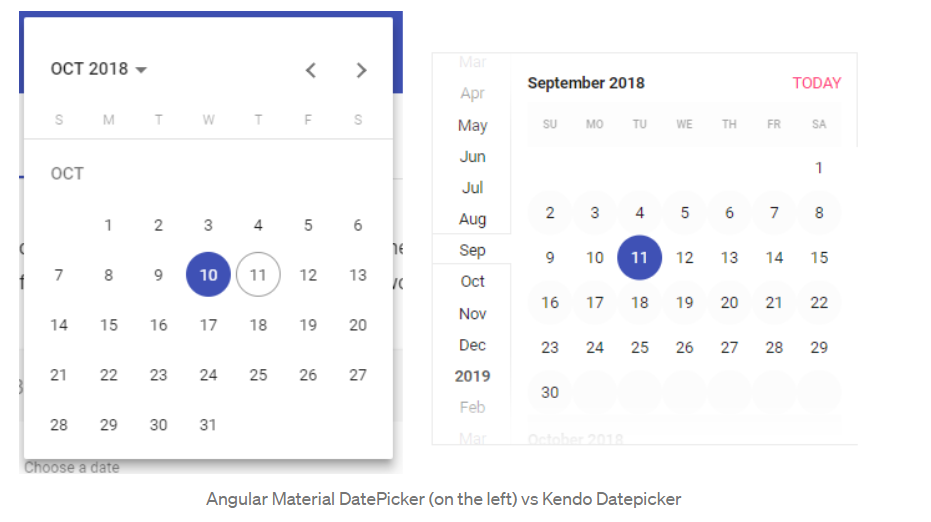 OCT 2018
S M T W T F S
OCT
1 2 3 4 5 6
7 8 9 10 11 12 13
14 15 16 17 18 19 20
21 22 23 24 25 26 27
28 29 30 31
Choose a date
Mar
Apr
May
Jun
Jul
Aug
Sep
Oct
Nov
Dec
2019
Feb
Mar
September 2018 TODAY
SU MO TU WE TH FR SA
1
2 3 4 5 6 7 8
9 10 11 12 13 14 15
16 17 18 19 20 21 22
23 24 25 26 27 28 29
30
October 2018
Angular Material DatePicker (on the left) vs Kendo Datepicker